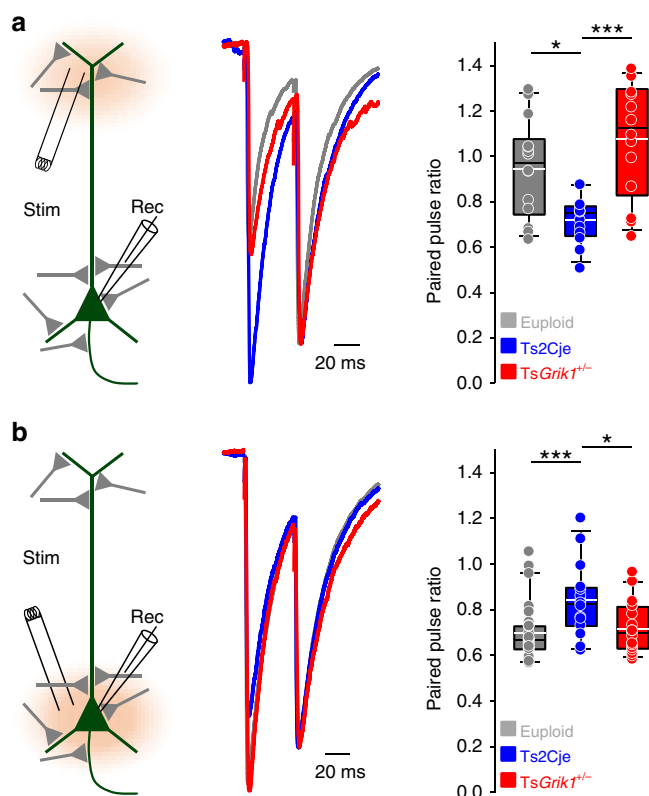 a
Stim
Rec
20 ms
* ***
Paired pulse ratio
1.4
1.2
1.0
0.8
0.6
0.4
0.2
0.0
Euploid
Ts2Cje
TsGrik1+/−
b
Stim
Rec
20 ms
*** *
Paired pulse ratio
1.4
1.2
1.0
0.8
0.6
0.4
0.2
0.0
Euploid
Ts2Cje
TsGrik1+/−